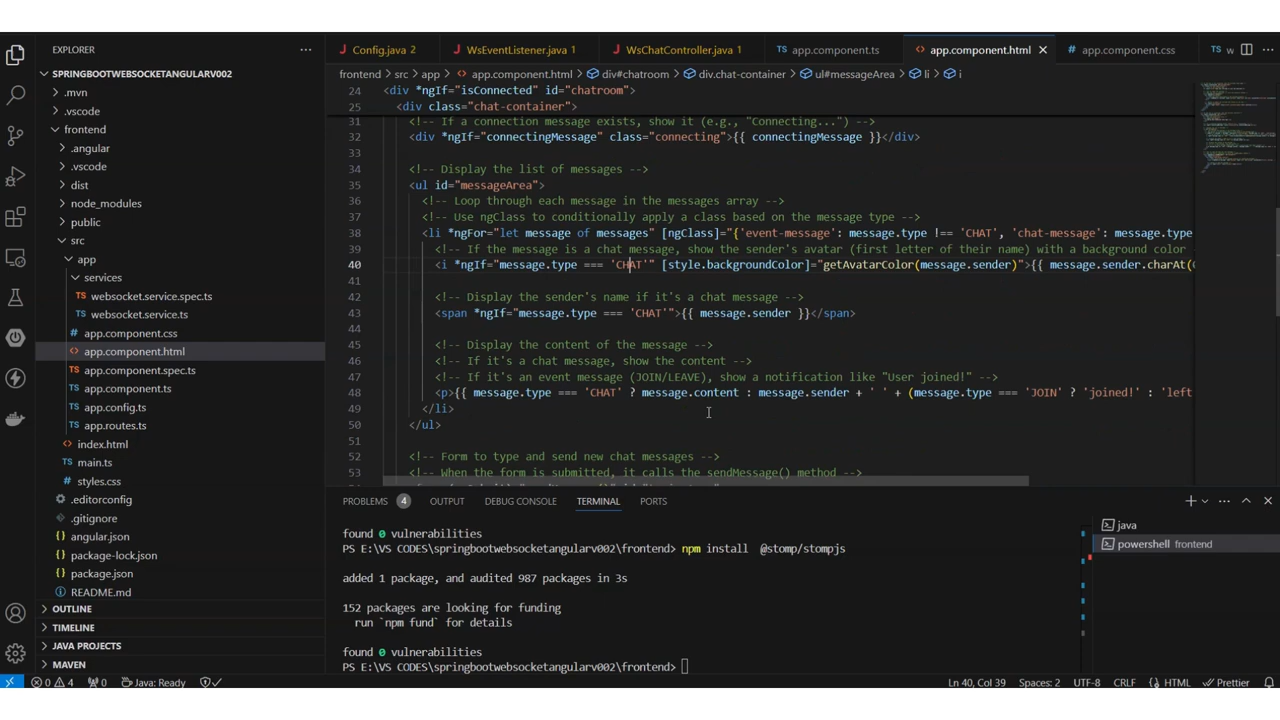 EXPLORER
SPRINGBOOTWEBSOCKETANGULARV002
.mvn
.vscode
frontend
.angular
.vscode
dist
node_modules
public
src
app
services
websocket.service.spec.ts
websocket.service.ts
app.component.css
app.component.html
app.component.spec.ts
app.component.ts
app.config.ts
app.routes.ts
index.html
main.ts
styles.css
.editorconfig
.gitignore
angular.json
package-lock.json
package.json
README.md
OUTLINE
TIMELINE
JAVA PROJECTS
MAVEN
Config.java 2 WsEventListener.java 1 WsChatController.java 1 app.component.ts app.component.html app.component.css w
frontend > src > app > app.component.html > div#chatroom > div.chat-container > ul#messageArea > li > i
24 <div *ngIf="isConnected" id="chatroom">
25 <div class="chat-container">
31 <!-- If a connection message exists, show it (e.g., "Connecting...") -->
32 <div *ngIf="connectingMessage" class="connecting">{{ connectingMessage }}</div>
33
34 <!-- Display the list of messages -->
35 <ul id="messageArea">
36 <!-- Loop through each message in the messages array -->
37 <!-- Use ngClass to conditionally apply a class based on the message type -->
38 <li *ngFor="let message of messages" [ngClass]="{'event-message': message.type !== 'CHAT', 'chat-message': message.type
39 <!-- If the message is a chat message, show the sender's avatar (first letter of their name) with a background color
40 <i *ngIf="message.type === 'CHAT'" [style.backgroundColor]="getAvatarColor(message.sender)">{{ message.sender.charAt(
41
42 <!-- Display the sender's name if it's a chat message -->
43 <span *ngIf="message.type === 'CHAT'">{{ message.sender }}</span>
44
45 <!-- Display the content of the message -->
46 <!-- If it's a chat message, show the content -->
47 <!-- If it's an event message (JOIN/LEAVE), show a notification like "User joined!" -->
48 <p>{{ message.type === 'CHAT' ? message.content : message.sender + ' ' + (message.type === 'JOIN' ? 'joined!' : 'left
49 </li>
50 </ul>
51
52 <!-- Form to type and send new chat messages -->
53 <!-- When the form is submitted, it calls the sendMessage() method -->
PROBLEMS 4 OUTPUT DEBUG CONSOLE TERMINAL PORTS
found 0 vulnerabilities
PS E:\VS CODES\springbootwebsocketangularv002\frontend> npm install  @stomp/stompjs
added 1 package, and audited 987 packages in 3s
152 packages are looking for funding
run `npm fund` for details
found 0 vulnerabilities
PS E:\VS CODES\springbootwebsocketangularv002\frontend>
java
powershell frontend
0 4 0 Java: Ready Ln 40, Col 39 Spaces: 2 UTF-8 CRLF HTML Prettier